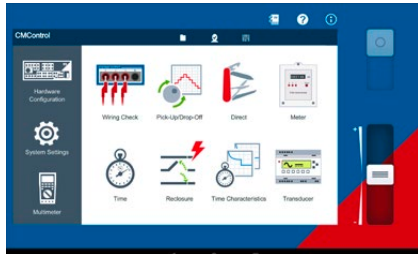 CMControl
Hardware
Configuration
System Settings
Multimeter
Wiring Check
Pick-Up/Drop-Off
Direct
Meter
Time
Reclosure
Time Characteristics
Transducer